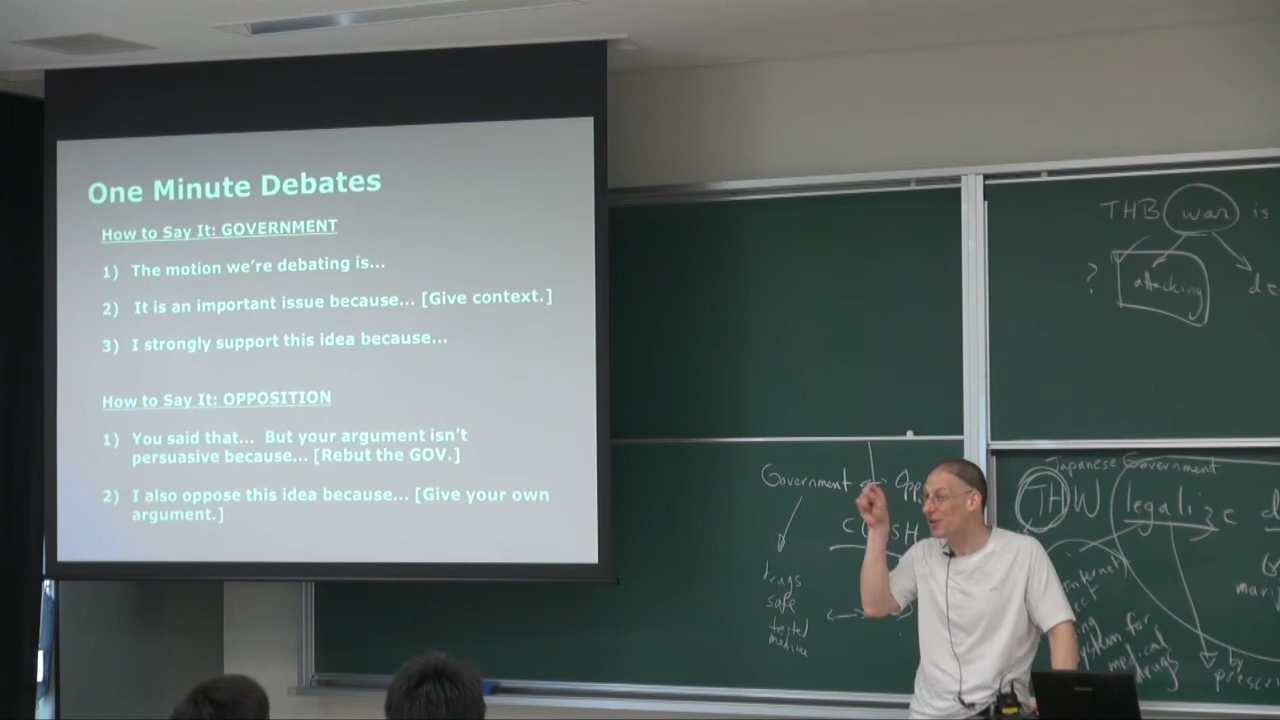 One Minute Debates
How to Say It: GOVERNMENT
1) The motion we're debating is...
2) It is an important issue because... [Give context.]
3) I strongly support this idea because...
How to Say It: OPPOSITION
1) You said that... But your argument isn't
persuasive because... [Rebut the GOV.]
2) I also oppose this idea because... [Give your own
argument.]
THB war is
? attacking
Government
drugs
safe
tested
medicine
Japanese Government
THW legalize
internet
for
medical
drugs
by